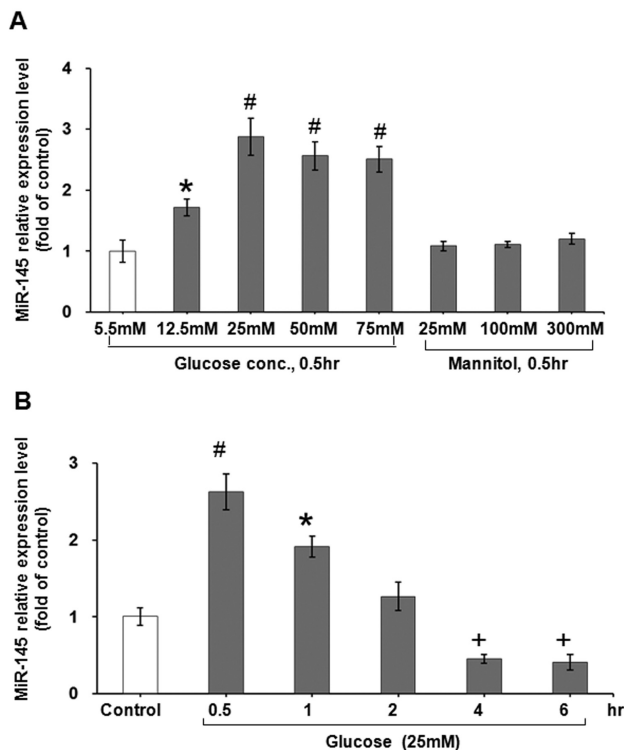 A
MiR-145 relative expression level
(fold of control)
4
3
2
1
0
# # #
*
5.5mM 12.5mM 25mM 50mM 75mM 25mM 100mM 300mM
Glucose conc., 0.5hr Mannitol, 0.5hr
B
MiR-145 relative expression level
(fold of control)
3
2
1
0
#
*
+ +
Control 0.5 1 2 4 6 hr
Glucose (25mM)